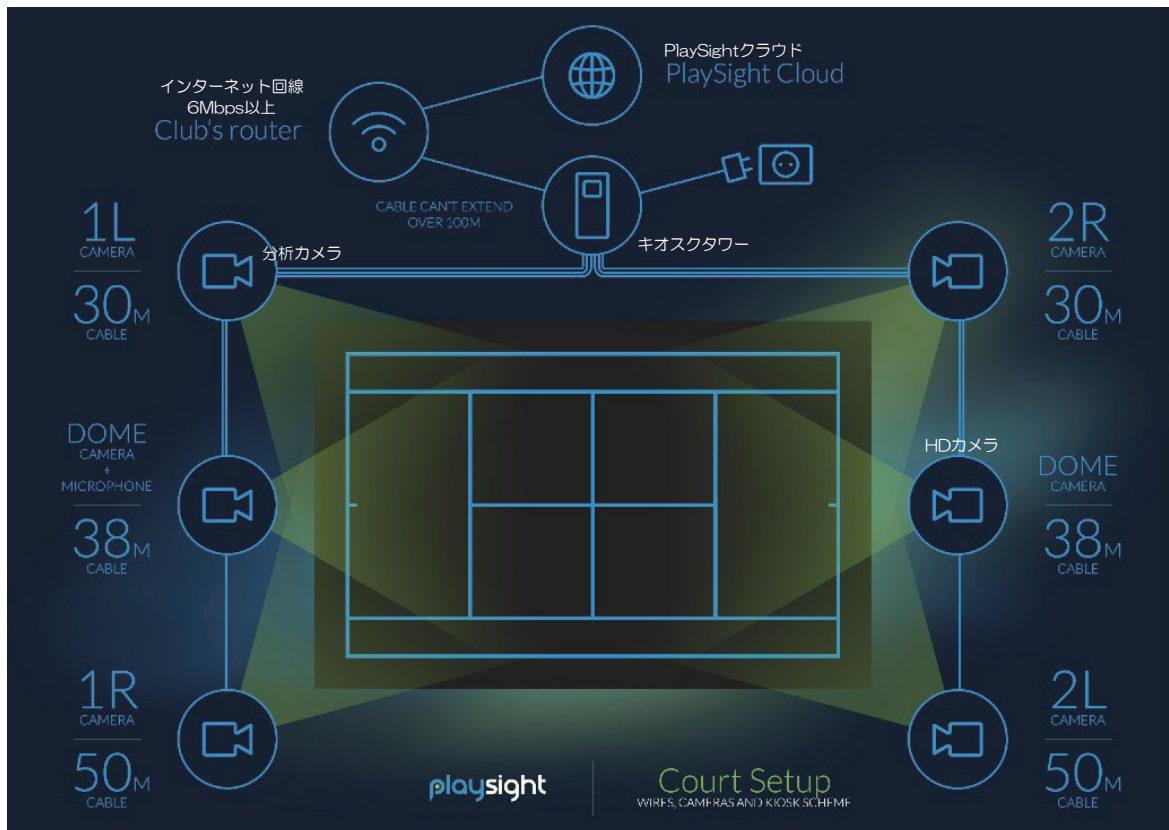 PlaySightクラウド
PlaySight Cloud
インターネット回線
6Mbps以上
Club's router
CABLE CAN'T EXTEND
OVER 100M
キオスクタワー
1L
CAMERA
30M
CABLE
分析カメラ
2R
CAMERA
30M
CABLE
DOME
CAMERA
+
MICROPHONE
38M
CABLE
HDカメラ
DOME
CAMERA
38M
CABLE
1R
CAMERA
50M
CABLE
2L
CAMERA
50M
CABLE
playsight
Court Setup
WIRES, CAMERAS AND KIOSK SCHEME